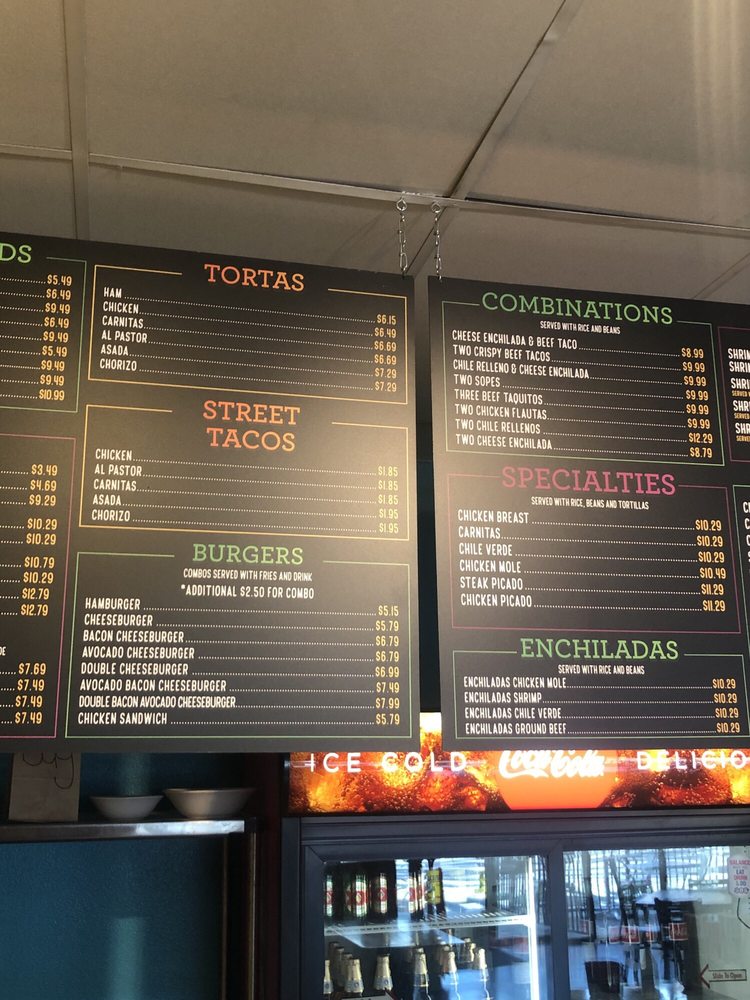 DS
$5.49
$6.49
$9.49
$6.49
$9.49
$5.49
$9.49
$9.49
$10.99
$3.49
$4.69
$9.29
$10.29
$10.29
$10.79
$10.29
$12.79
$12.79
DE
$7.69
$7.49
$7.49
$7.49
TORTAS
HAM $6.15
CHICKEN $6.49
CARNITAS $6.69
AL PASTOR $6.69
ASADA $7.29
CHORIZO $7.29
STREET
TACOS
CHICKEN $1.85
AL PASTOR $1.85
CARNITAS $1.85
ASADA $1.95
CHORIZO $1.95
BURGERS
COMBOS SERVED WITH FRIES AND DRINK
*ADDITIONAL $2.50 FOR COMBO
HAMBURGER $5.15
CHEESEBURGER $5.79
BACON CHEESEBURGER $6.79
AVOCADO CHEESEBURGER $6.79
DOUBLE CHEESEBURGER $6.99
AVOCADO BACON CHEESEBURGER $7.49
DOUBLE BACON AVOCADO CHEESEBURGER $7.99
CHICKEN SANDWICH $5.79
COMBINATIONS
SERVED WITH RICE AND BEANS
CHEESE ENCHILADA & BEEF TACO $8.99
TWO CRISPY BEEF TACOS $9.99
CHILE RELLENO & CHEESE ENCHILADA $9.99
TWO SOPES $9.99
THREE BEEF TAQUITOS $9.99
TWO CHICKEN FLAUTAS $9.99
TWO CHILE RELLENOS $12.29
TWO CHEESE ENCHILADA $8.79
SPECIALTIES
SERVED WITH RICE, BEANS AND TORTILLAS
CHICKEN BREAST $10.29
CARNITAS $10.29
CHILE VERDE $10.29
CHICKEN MOLE $10.49
STEAK PICADO $11.29
CHICKEN PICADO $11.29
ENCHILADAS
SERVED WITH RICE AND BEANS
ENCHILADAS CHICKEN MOLE $10.29
ENCHILADAS SHRIMP $10.29
ENCHILADAS CHILE VERDE $10.29
ENCHILADAS GROUND BEEF $10.29
SHRI
SHRIM
SHRI
SERVED
SHR
SERVED
SHR
SERVE
ICE COLD Coca-Cola DELICIO
Slide To Open